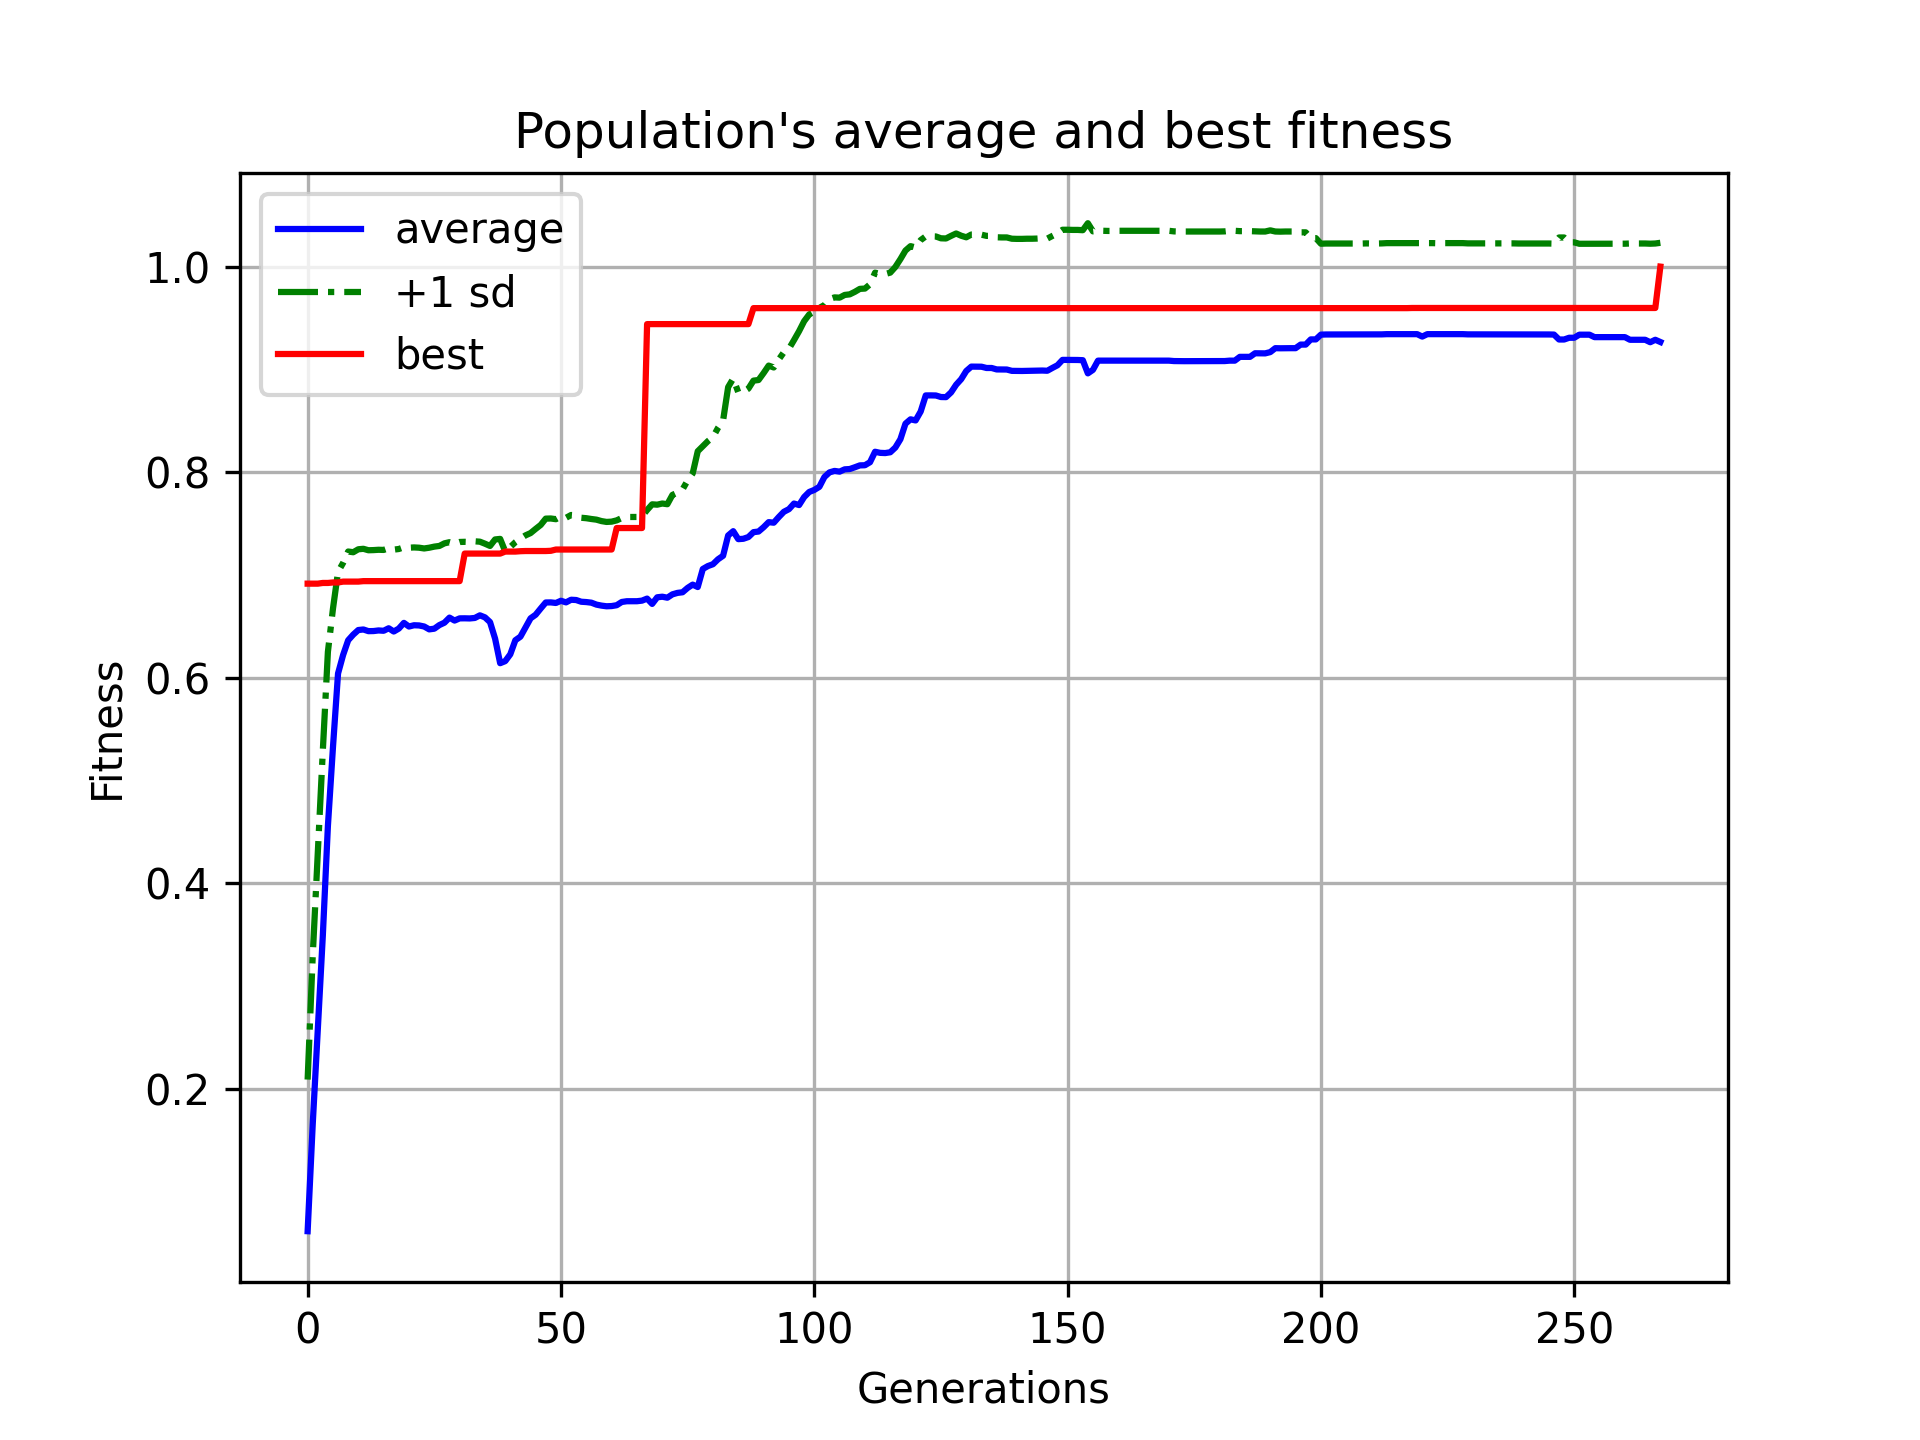 Population's average and best fitness
average
+1 sd
best
1.0
0.8
0.6
0.4
0.2
Fitness
0 50 100 150 200 250
Generations